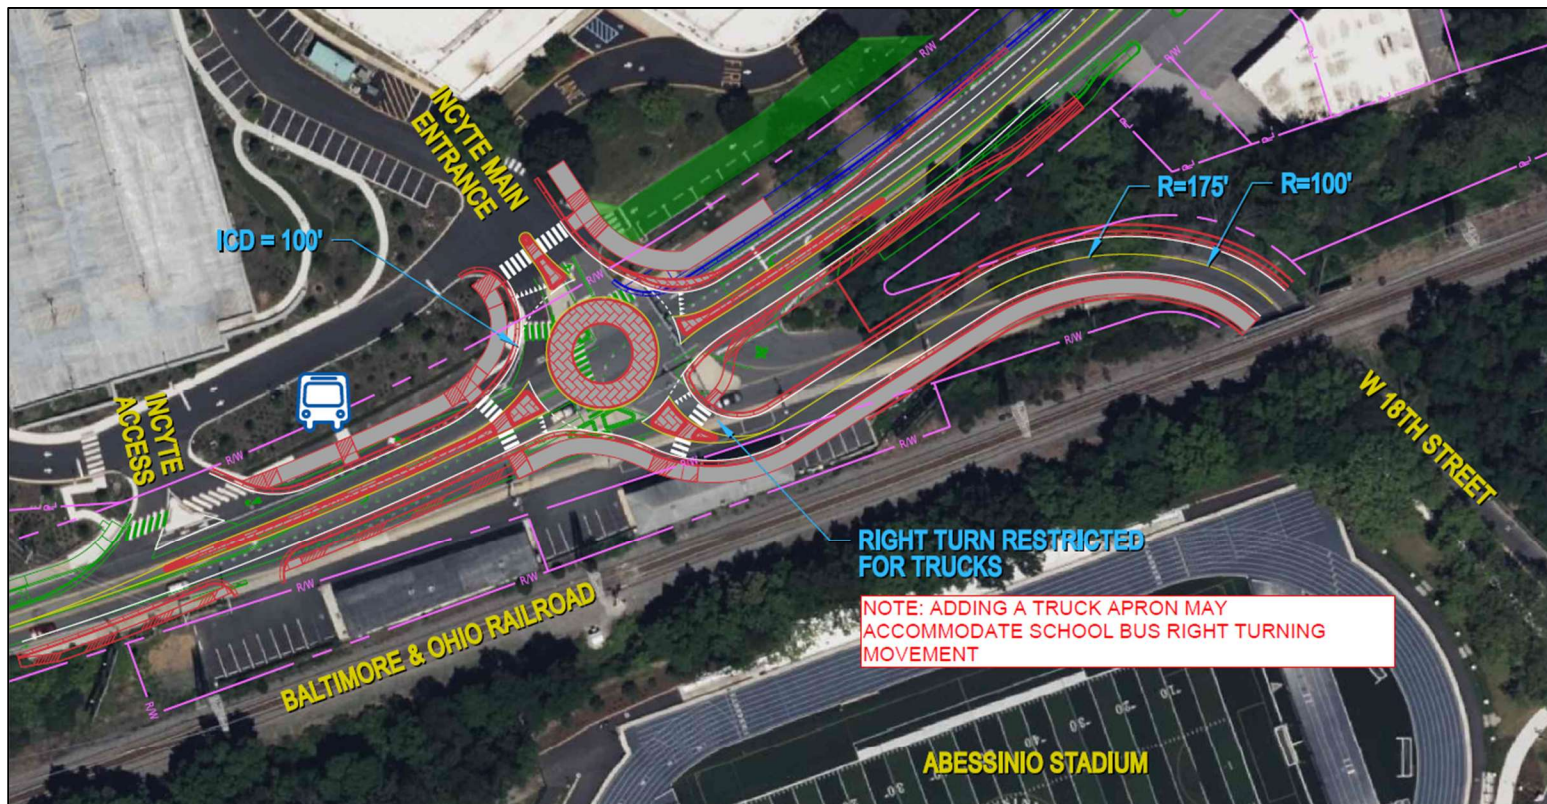 FIRE
LANE
R/W
INCYTE MAIN
ENTRANCE
R=175'
R=100'
ICD = 100'
R/W
R/W
W 18TH STREET
INCYTE
ACCESS
R/W
R/W
R/W
RIGHT TURN RESTRICTED
FOR TRUCKS
R/W
R/W
NOTE: ADDING A TRUCK APRON MAY
ACCOMMODATE SCHOOL BUS RIGHT TURNING
MOVEMENT
BALTIMORE & OHIO RAILROAD
R/W
ABESSINIO STADIUM